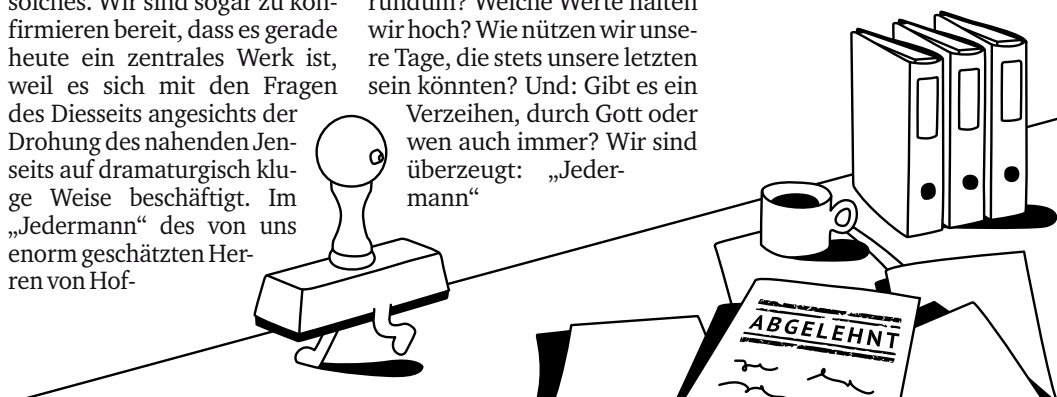 solches. Wir sind sogar zu kon-
firmieren bereit, dass es gerade
heute ein zentrales Werk ist,
weil es sich mit den Fragen
des Diesseits angesichts der
Drohung des nahenden Jen-
seits auf dramaturgisch klu-
ge Weise beschäftigt. Im
„Jedermann“ des von uns
enorm geschätzten Her-
ren von Hof-
rundum? Welche Werte halten
wir hoch? Wie nützen wir unse-
re Tage, die stets unsere letzten
sein könnten? Und: Gibt es ein
Verzeihen, durch Gott oder
wen auch immer? Wir sind
überzeugt: „Jeder-
mann“
ABGELEHNT